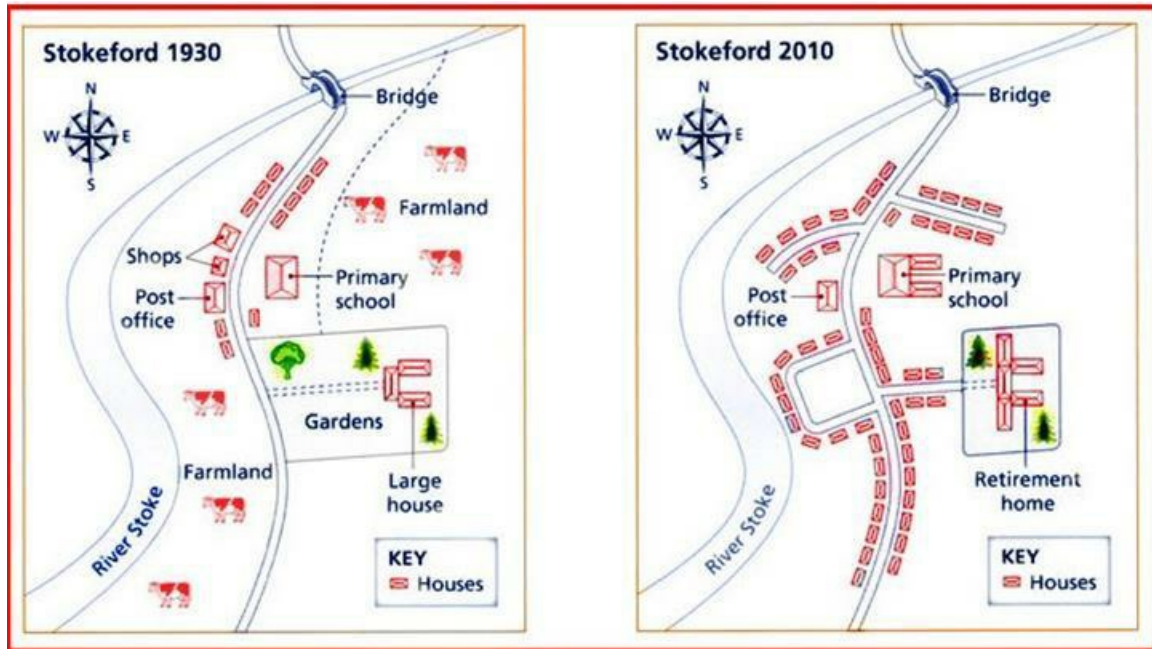 Stokeford 1930
N
W E
S
Bridge
Farmland
Shops
Primary
school
Post
office
Gardens
Farmland
Large
house
River Stoke
KEY
Houses
Stokeford 2010
N
W E
S
Bridge
Primary
school
Post
office
Retirement
home
River Stoke
KEY
Houses